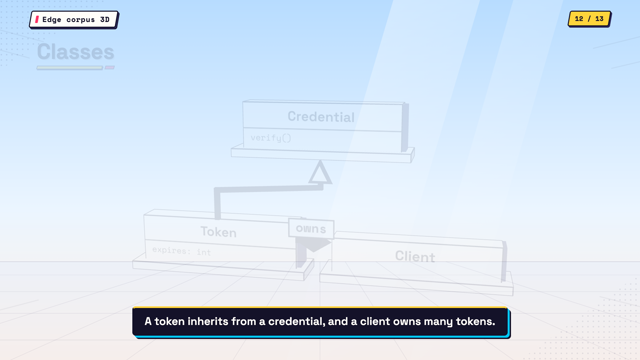 Edge corpus 3D
12 / 13
Classes
Credential
verify()
owns
Token
expires: int
Client
A token inherits from a credential, and a client owns many tokens.